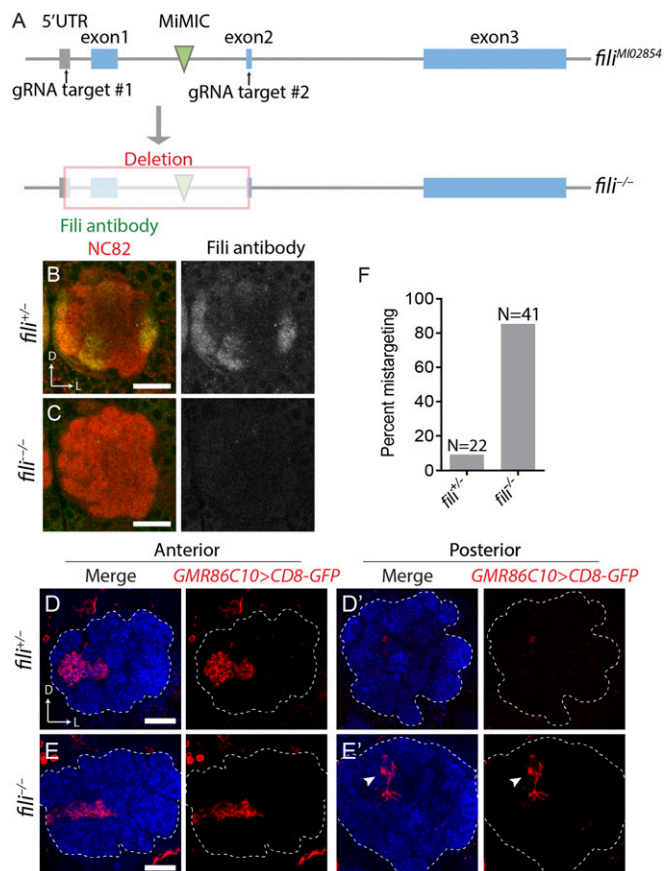 A
5'UTR
exon1
MiMIC
exon2
exon3
fili^MI02854
gRNA target #1
gRNA target #2
Deletion
fili^–/–
Fili antibody
NC82
Fili antibody
B
fili^+/–
D
L
C
fili^–/–
F
Percent mistargeting
100
80
60
40
20
0
N=22
N=41
fili^+/–
fili^–/–
Anterior
Posterior
Merge
GMR86C10>CD8-GFP
Merge
GMR86C10>CD8-GFP
D
D'
fili^+/–
D
L
E
E'
fili^–/–